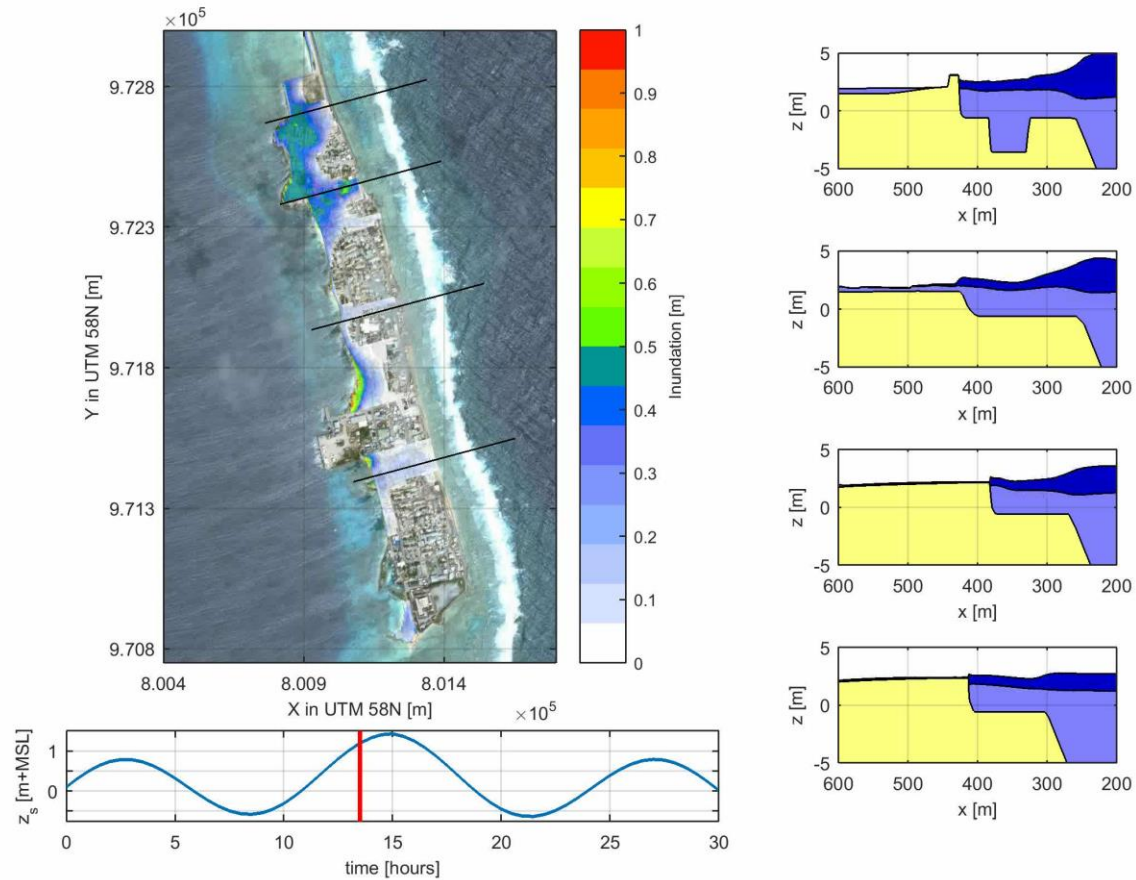 ×10⁵
9.728
9.723
9.718
9.713
9.708
Y in UTM 58N [m]
8.004 8.009 8.014
X in UTM 58N [m] ×10⁵
1
0.9
0.8
0.7
0.6
0.5
0.4
0.3
0.2
0.1
0
Inundation [m]
1
0
z_s [m+MSL]
0 5 10 15 20 25 30
time [hours]
5
0
-5
z [m]
600 500 400 300 200
x [m]
5
0
-5
z [m]
600 500 400 300 200
x [m]
5
0
-5
z [m]
600 500 400 300 200
x [m]
5
0
-5
z [m]
600 500 400 300 200
x [m]